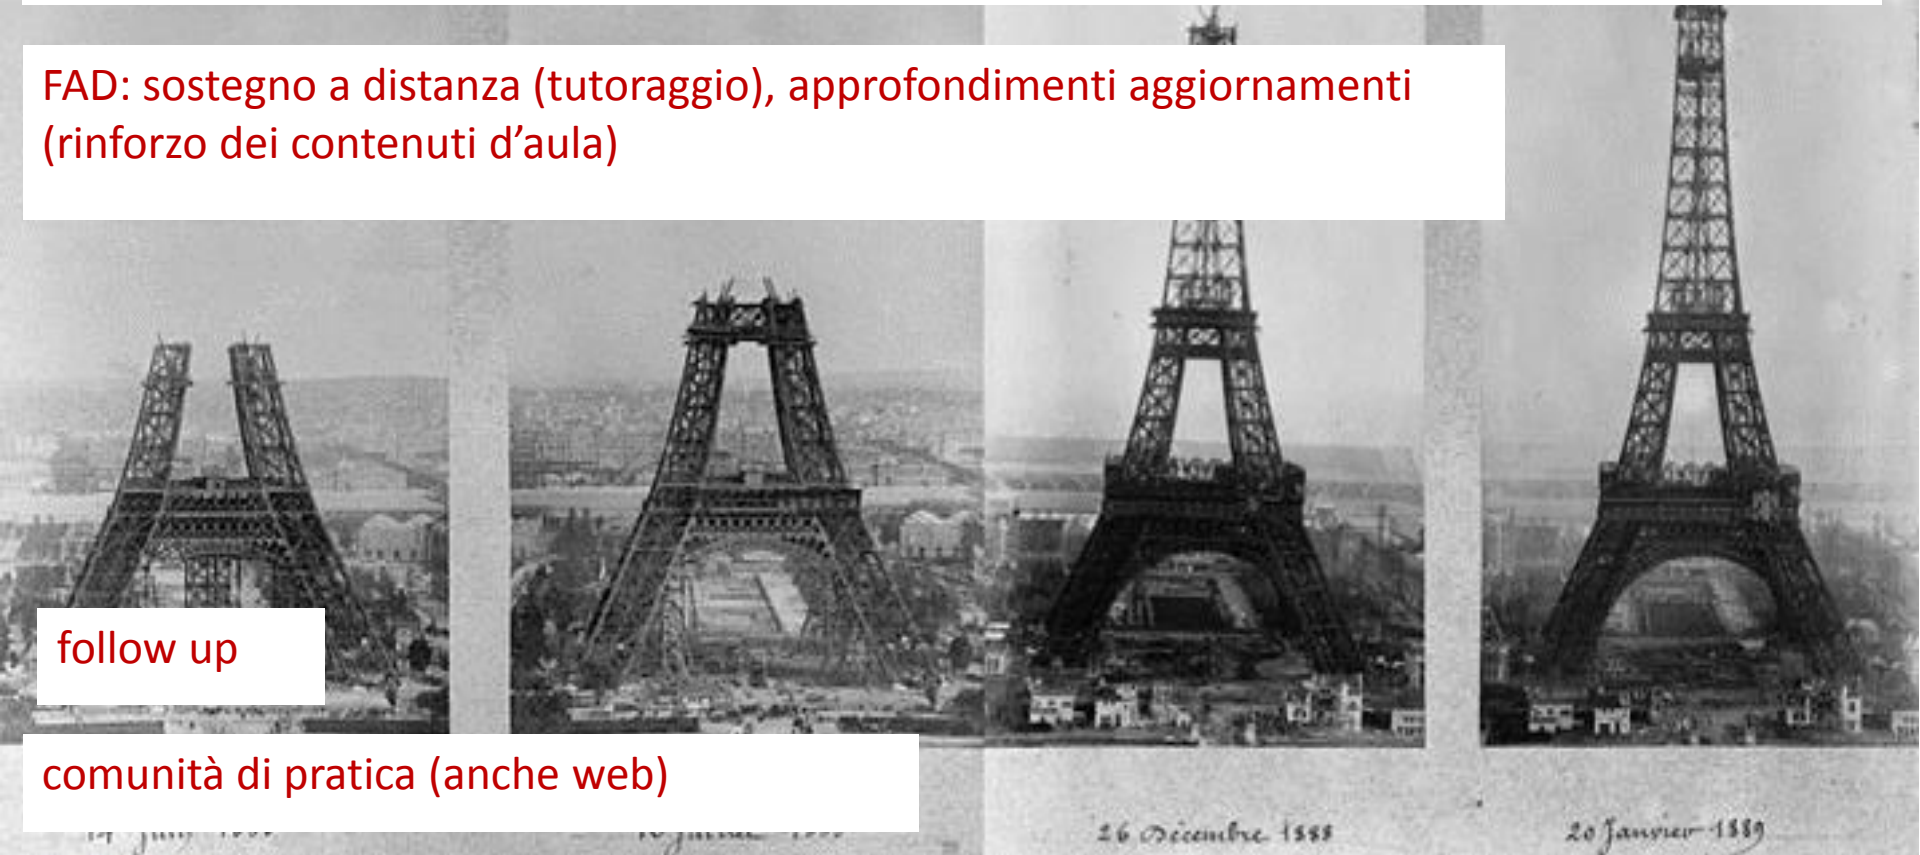 FAD: sostegno a distanza (tutoraggio), approfondimenti aggiornamenti
(rinforzo dei contenuti d’aula)
follow up
comunità di pratica (anche web)
26 Décembre 1888
20 Janvier 1889